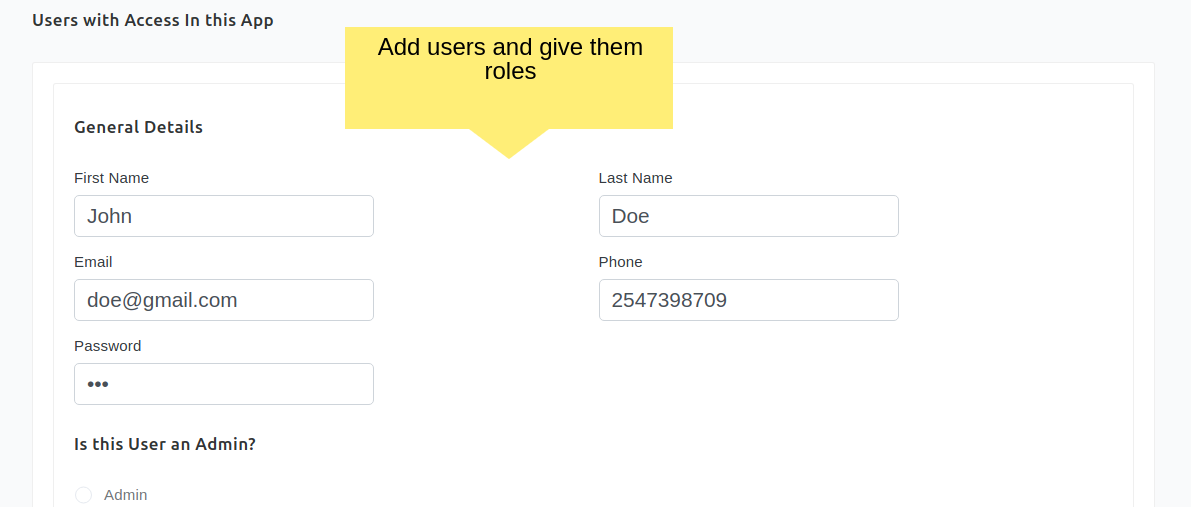 Users with Access In this App
Add users and give them
roles
General Details
First Name
Last Name
John
Doe
Email
Phone
doe@gmail.com
2547398709
Password
•••
Is this User an Admin?
Admin